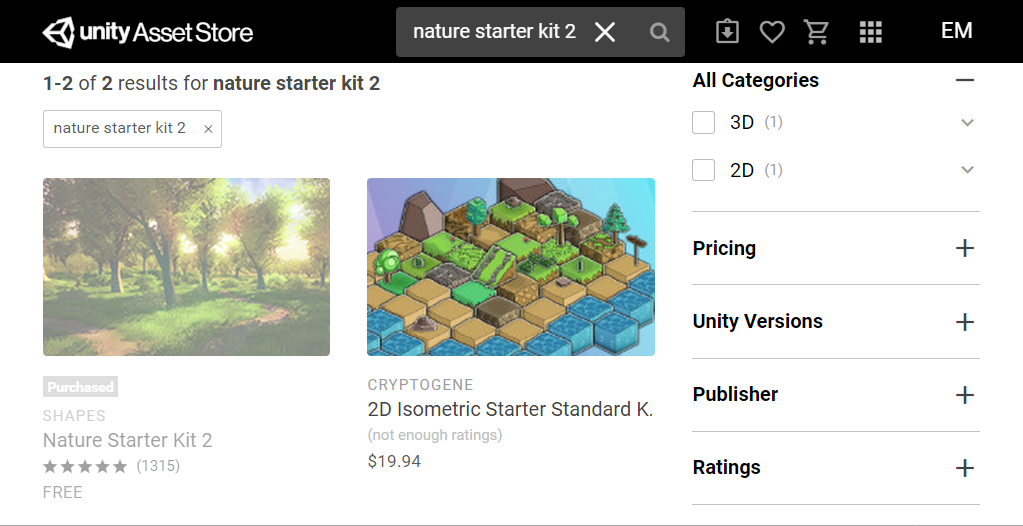 unity Asset Store
nature starter kit 2
EM
1-2 of 2 results for nature starter kit 2
nature starter kit 2 ×
Purchased
SHAPES
Nature Starter Kit 2
★★★★★ (1315)
FREE
CRYPTOGENE
2D Isometric Starter Standard K.
(not enough ratings)
$19.94
All Categories
3D (1)
2D (1)
Pricing
Unity Versions
Publisher
Ratings